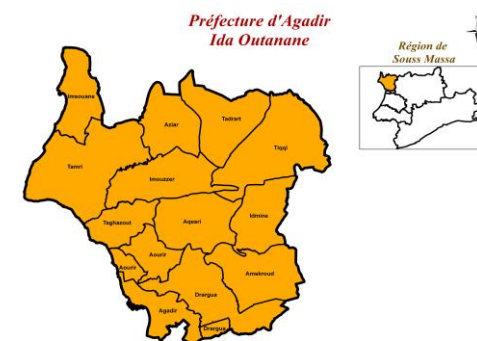 Préfecture d'Agadir
Ida Outanane
Région de
Souss Massa
Imsouane
Aziar
Tadrart
Tiqqi
Tamri
Imouzzer
Taghazout
Aqesri
Idmine
Aourir
Aourir
Amskroud
Drargua
Agadir
Drargua